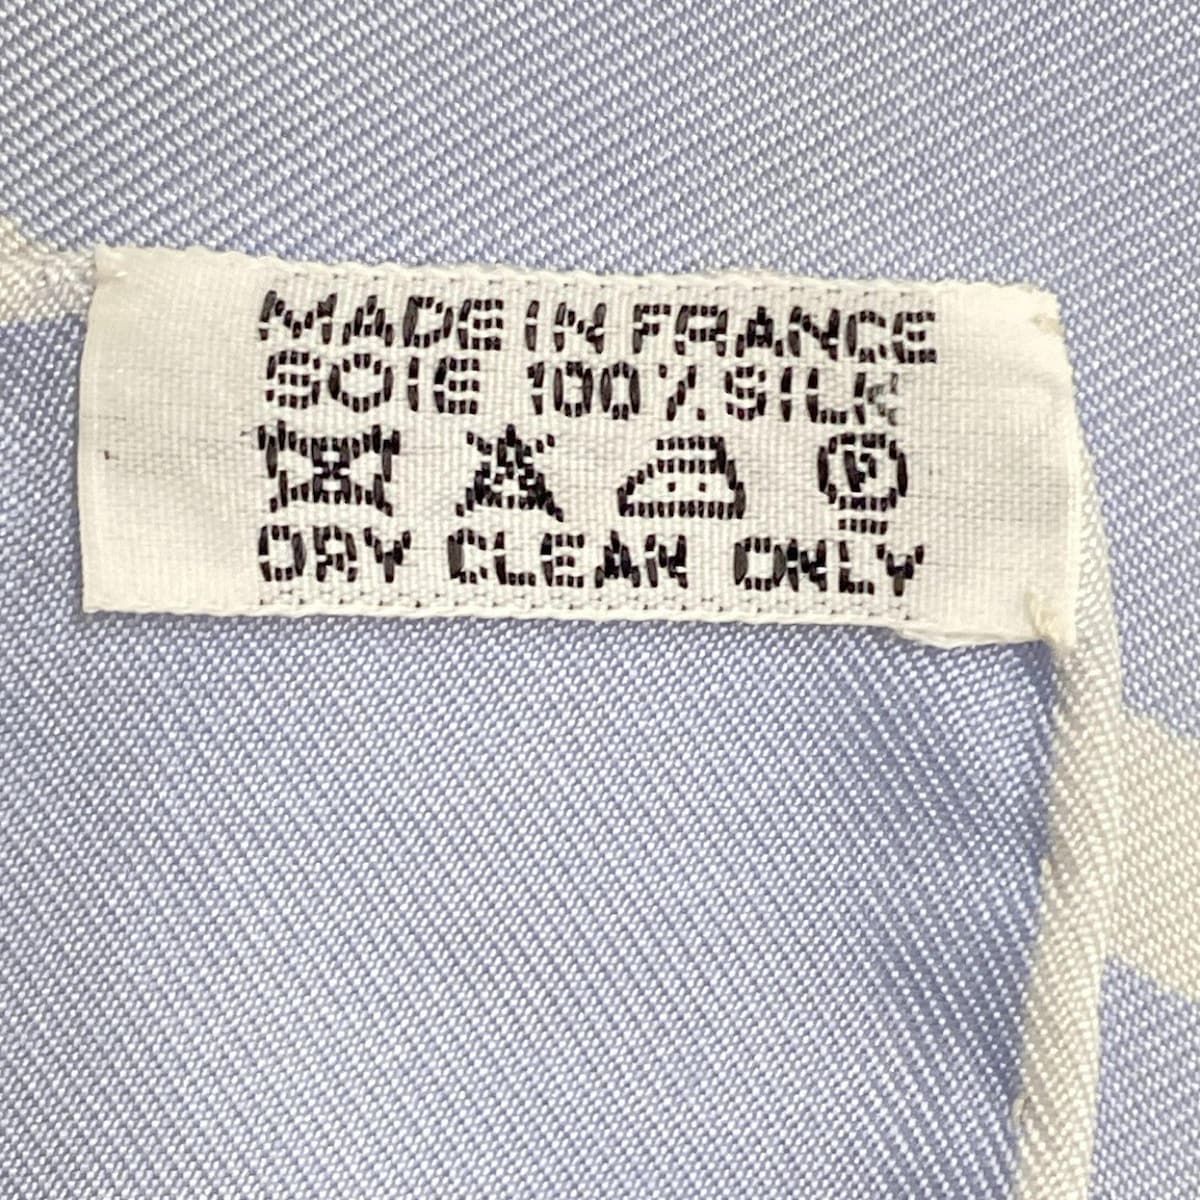 MADE IN FRANCE
SOIE 100% SILK
P
DRY CLEAN ONLY